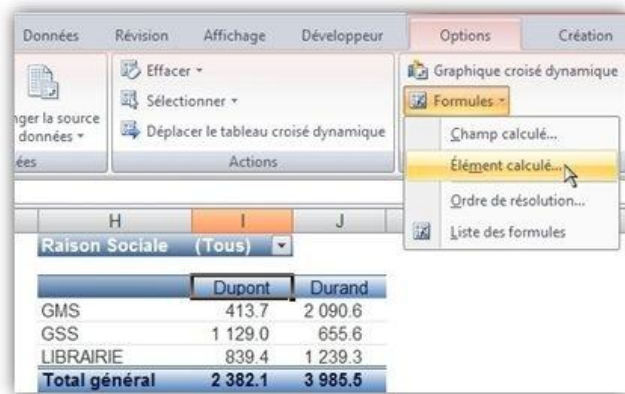 Données Révision Affichage Développeur Options Création
Effacer
Sélectionner
Déplacer le tableau croisé dynamique
nger la source
données
ées
Actions
Graphique croisé dynamique
Formules
Champ calculé...
Élément calculé...
Ordre de résolution...
Liste des formules
H I J
Raison Sociale (Tous)
Dupont Durand
GMS 413.7 2 090.6
GSS 1 129.0 655.6
LIBRAIRIE 839.4 1 239.3
Total général 2 382.1 3 985.5